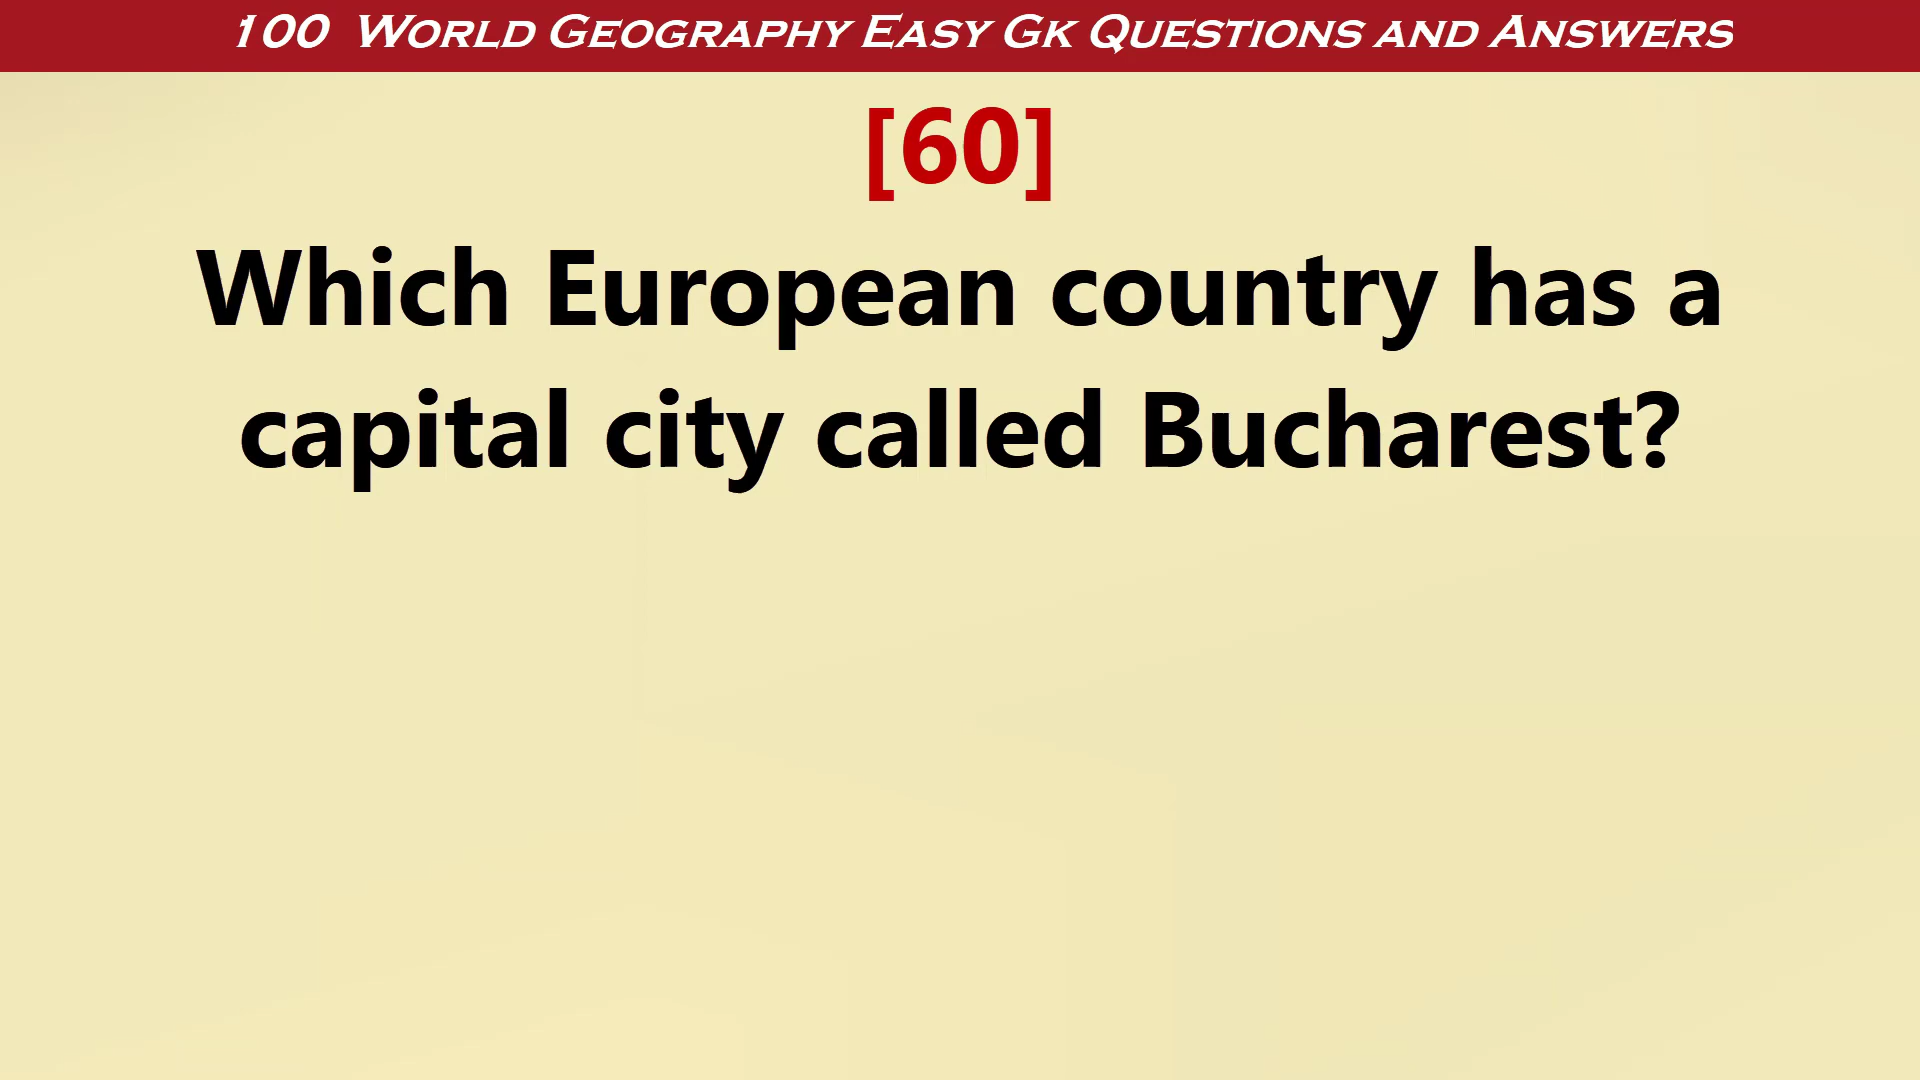 100 World Geography Easy Gk Questions and Answers
[60]
Which European country has a
capital city called Bucharest?